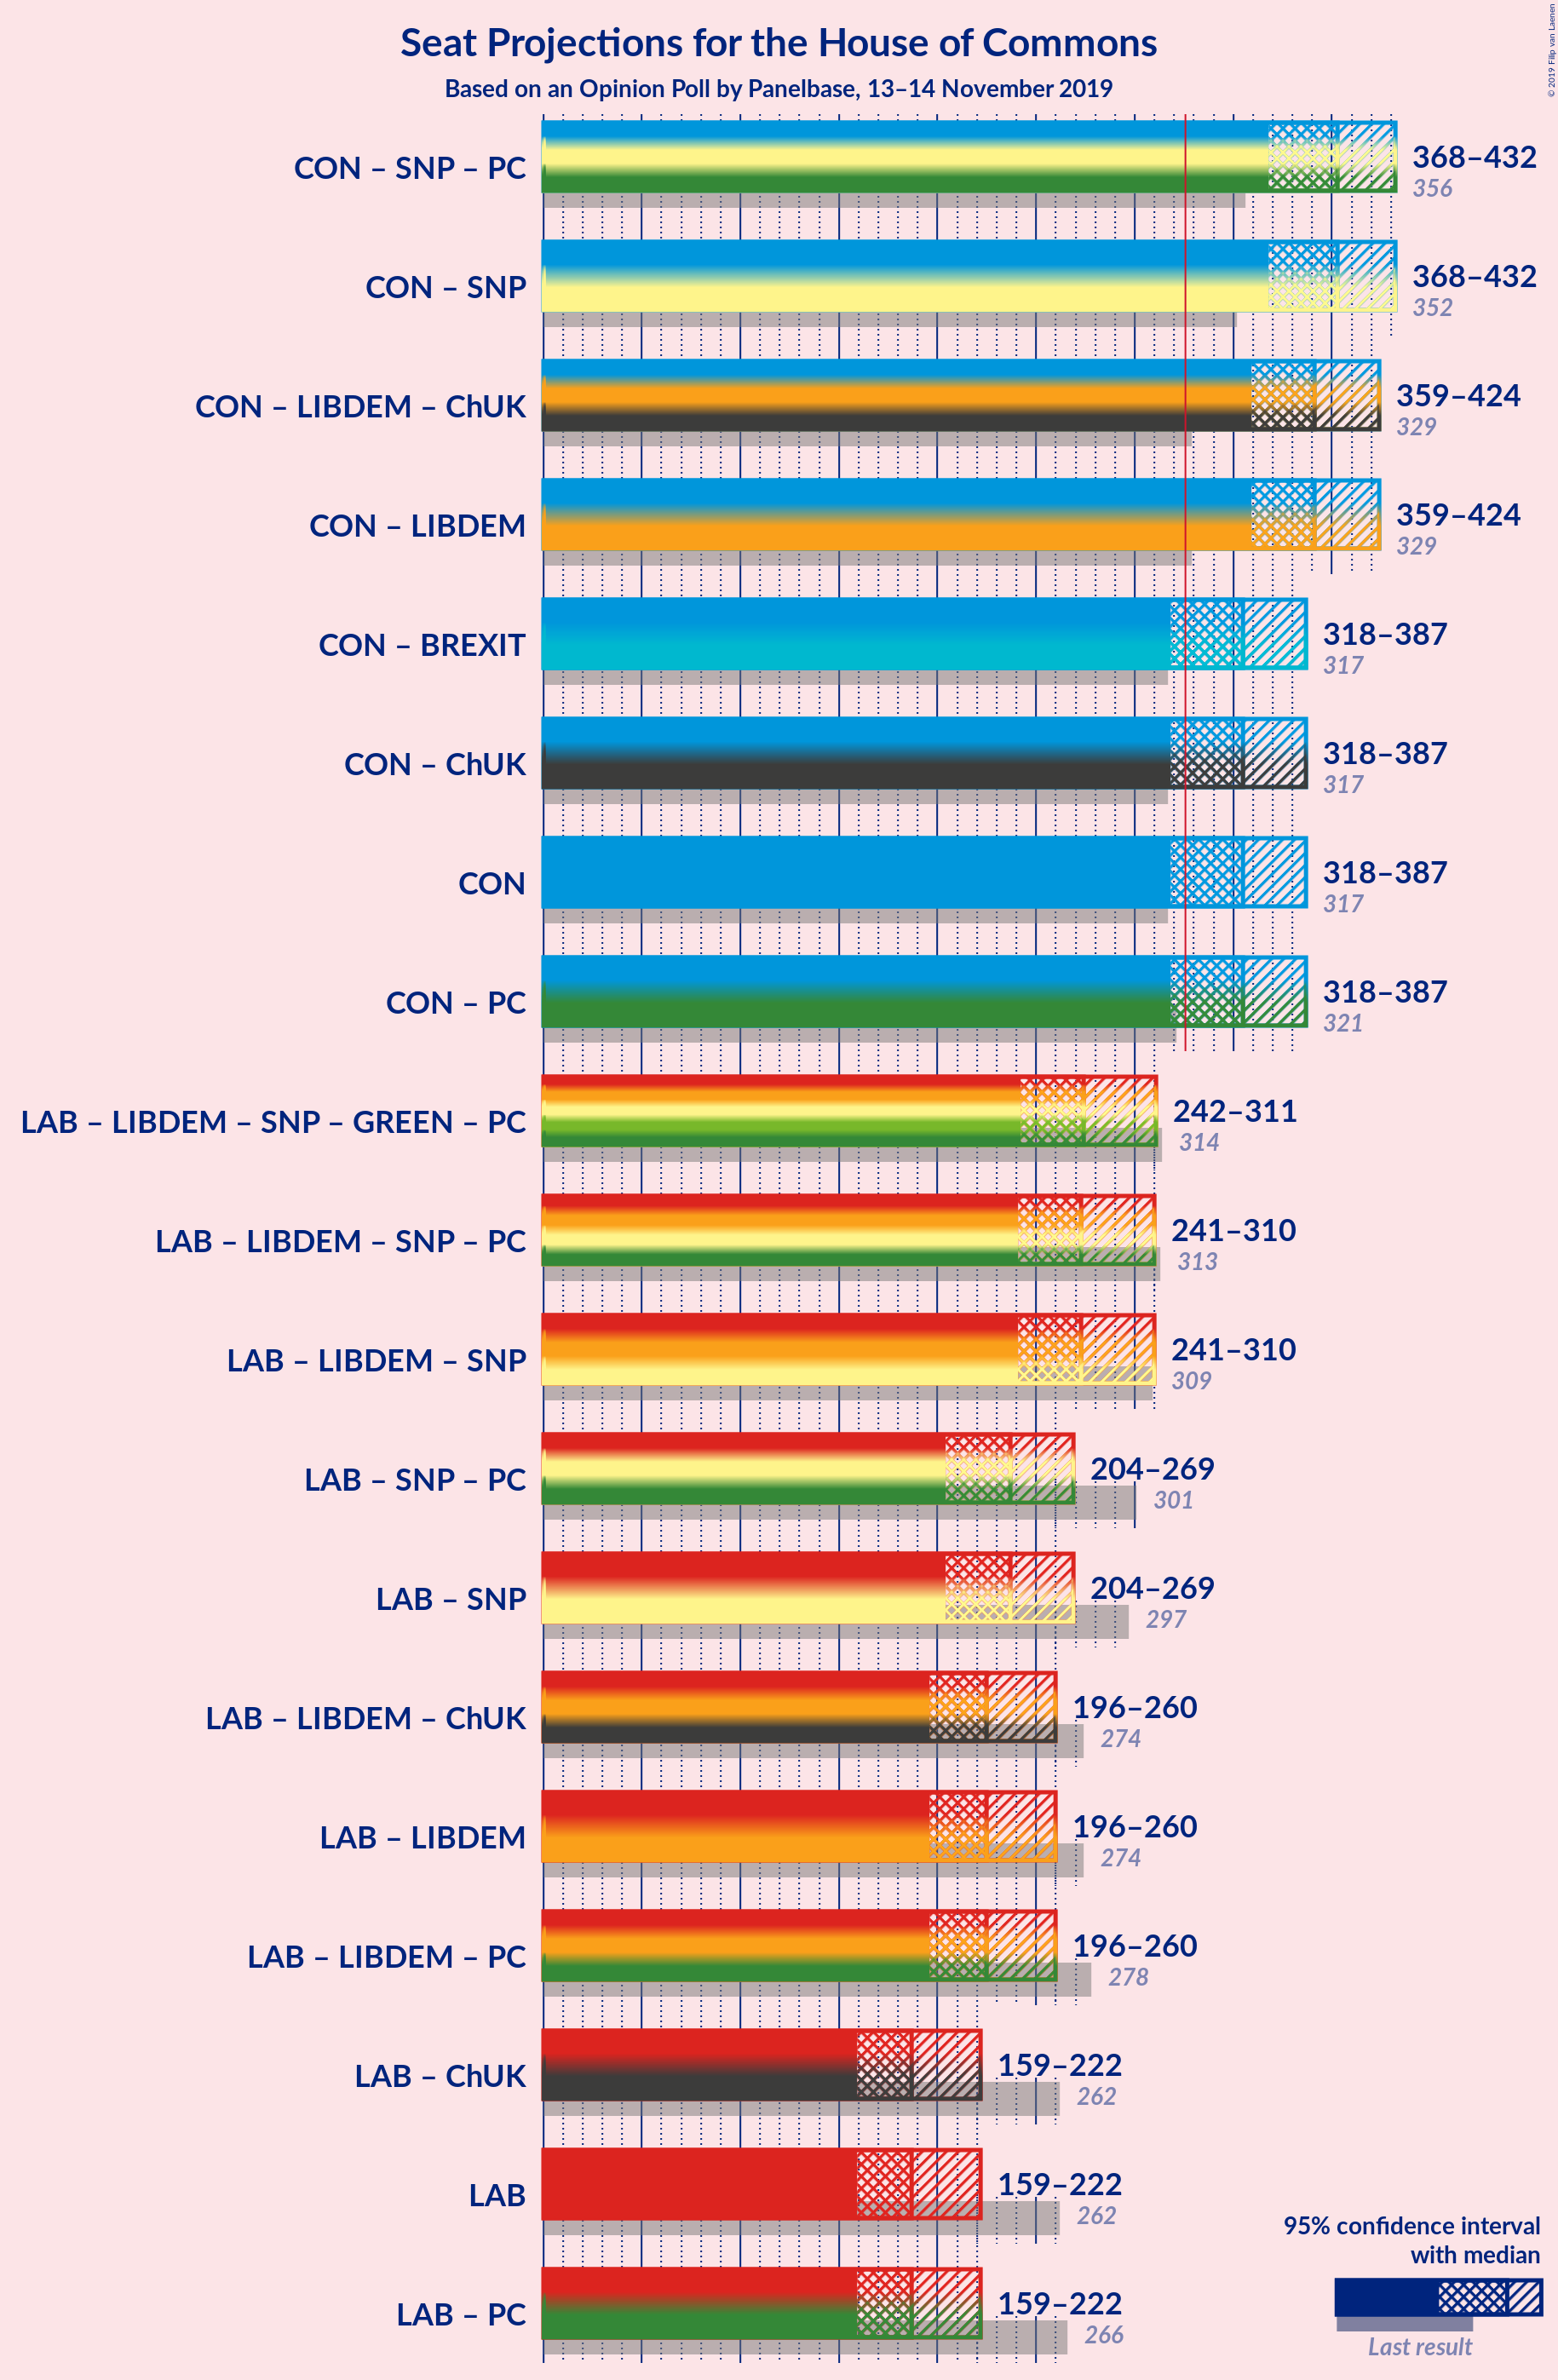 Seat Projections for the House of Commons
Based on an Opinion Poll by Panelbase, 13–14 November 2019
© 2019 Filip van Laenen
CON – SNP – PC
368–432
356
CON – SNP
368–432
352
CON – LIBDEM – ChUK
359–424
329
CON – LIBDEM
359–424
329
CON – BREXIT
318–387
317
CON – ChUK
318–387
317
CON
318–387
317
CON – PC
318–387
321
LAB – LIBDEM – SNP – GREEN – PC
242–311
314
LAB – LIBDEM – SNP – PC
241–310
313
LAB – LIBDEM – SNP
241–310
309
LAB – SNP – PC
204–269
301
LAB – SNP
204–269
297
LAB – LIBDEM – ChUK
196–260
274
LAB – LIBDEM
196–260
274
LAB – LIBDEM – PC
196–260
278
LAB – ChUK
159–222
262
LAB
159–222
262
LAB – PC
159–222
266
95% confidence interval
with median
Last result